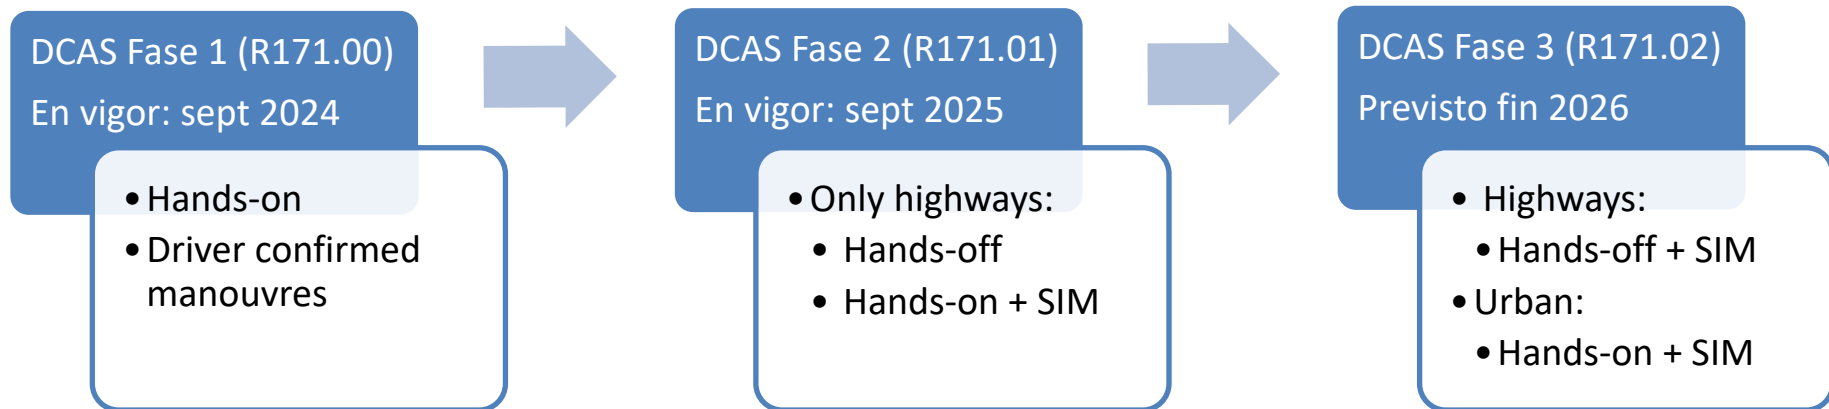 DCAS Fase 1 (R171.00)
En vigor: sept 2024
•Hands-on
•Driver confirmed
manouvres
DCAS Fase 2 (R171.01)
En vigor: sept 2025
•Only highways:
• Hands-off
• Hands-on + SIM
DCAS Fase 3 (R171.02)
Previsto fin 2026
• Highways:
•Hands-off + SIM
•Urban:
•Hands-on + SIM